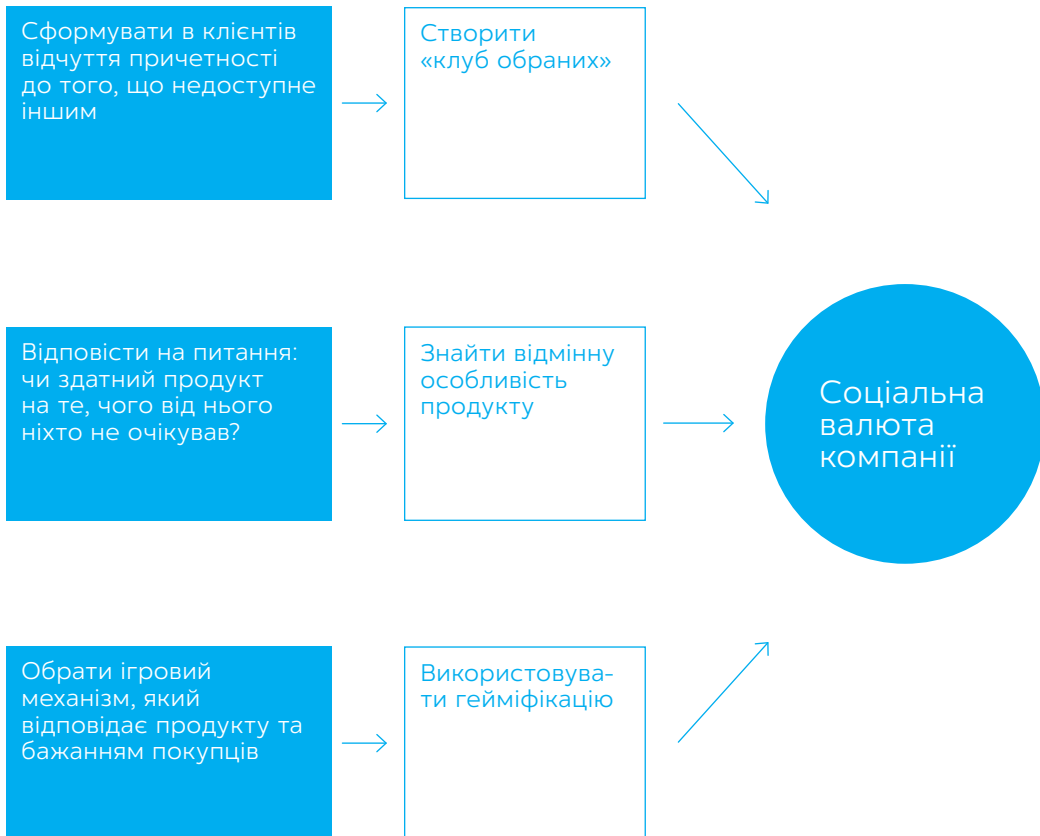 Сформувати в клієнтів
відчуття причетності
до того, що недоступне
іншим
Створити
«клуб обраних»
Відповісти на питання:
чи здатний продукт
на те, чого від нього
ніхто не очікував?
Знайти відмінну
особливість
продукту
Соціальна
валюта
компанії
Обрати ігровий
механізм, який
відповідає продукту та
бажанням покупців
Використовува-
ти гейміфікацію